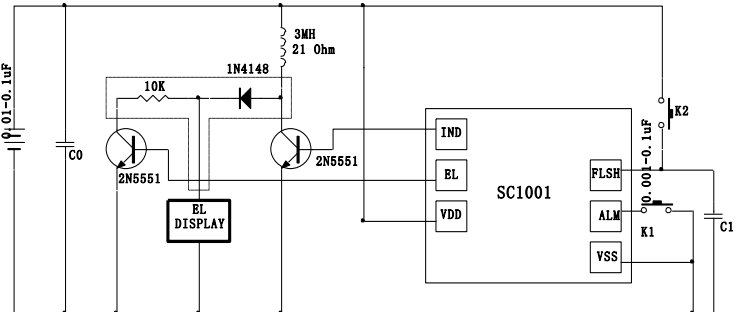 3MH
21 Ohm
1N4148
10K
0.01-0.1uF
C0
2N5551
2N5551
EL
DISPLAY
IND
EL
VDD
SC1001
FLSH
ALM
VSS
0.001-0.1uF
K2
K1
C1